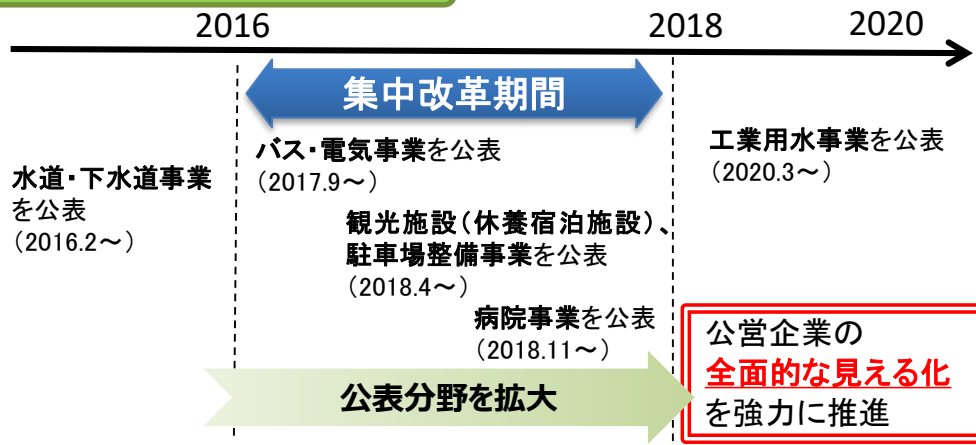 2016
2018
2020
集中改革期間
水道・下水道事業
を公表
(2016.2～)
バス・電気事業を公表
(2017.9～)
観光施設(休養宿泊施設)、
駐車場整備事業を公表
(2018.4～)
病院事業を公表
(2018.11～)
工業用水事業を公表
(2020.3～)
公表分野を拡大
公営企業の
全面的な見える化
を強力に推進